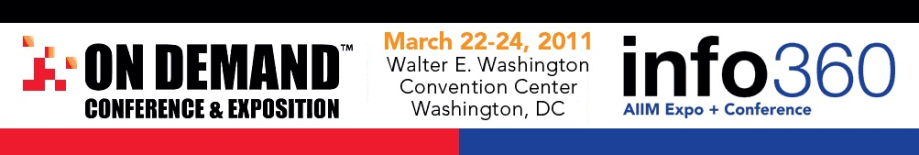 ON DEMAND™
CONFERENCE & EXPOSITION
March 22-24, 2011
Walter E. Washington
Convention Center
Washington, DC
info360
AIIM Expo + Conference